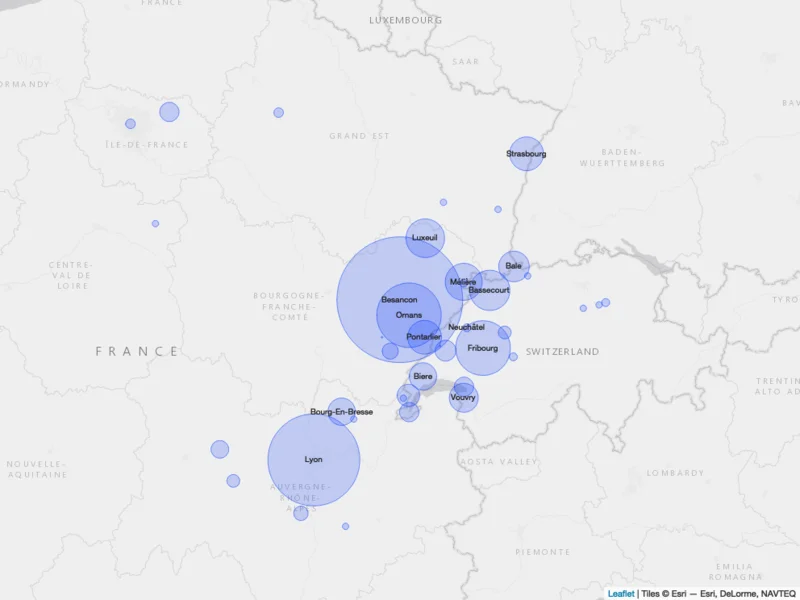 FRANCE
LUXEMBOURG
SAAR
ORMANDY
GRAND EST
ÎLE-DE-FRANCE
BADEN-
WUERTTEMBERG
BAV
Strasbourg
Luxeuil
CENTRE-
VAL DE
LOIRE
Bale
Méliere
Bassecourt
BOURGOGNE-
FRANCHE-
COMTE
Besancon
Ornans
Neuchâtel
Pontarlier
Fribourg
TYRO
FRANCE
SWITZERLAND
Biere
TRENTIN
ALTO AD
Vouvry
Bourg-En-Bresse
Lyon
NOUVELLE-
AQUITAINE
AOSTA VALLEY
LOMBARDY
AUVERGNE-
RHÔNE-
ALPES
PIEMONTE
EMILIA
ROMAGNA
Leaflet | Tiles © Esri — Esri, DeLorme, NAVTEQ